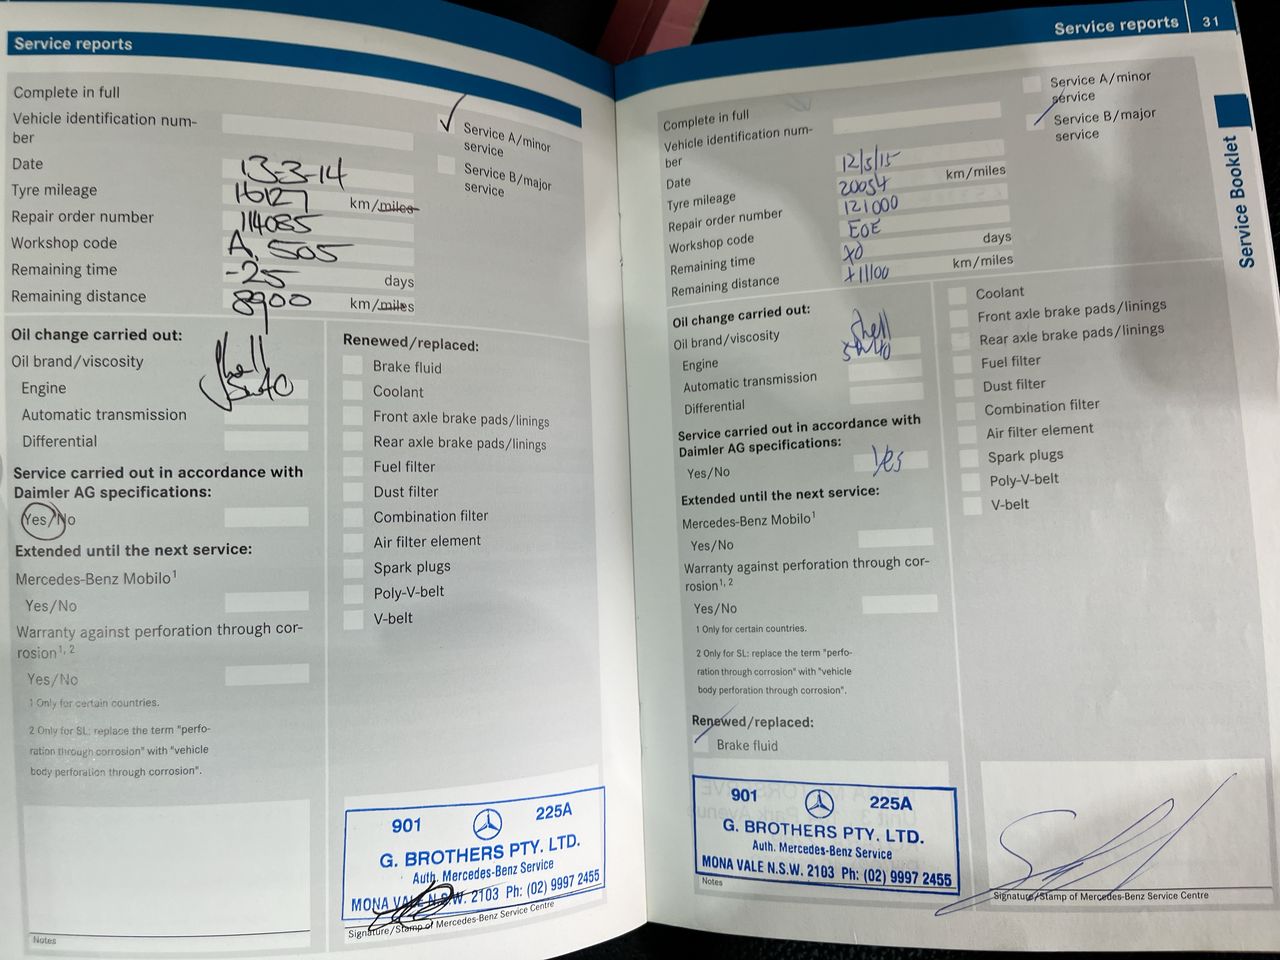 Service reports
Complete in full
Vehicle identification num-
ber
Date 13-3-14
Tyre mileage 16127 km/miles
Repair order number 114085
Workshop code A. 505
Remaining time -25 days
Remaining distance 8900 km/miles
Service A/minor
service
Service B/major
service
Oil change carried out:
Oil brand/viscosity Shell
Engine 5w40
Automatic transmission
Differential
Service carried out in accordance with
Daimler AG specifications:
Yes/No
Extended until the next service:
Mercedes-Benz Mobilo1
Yes/No
Warranty against perforation through cor-
rosion1, 2
Yes/No
1 Only for certain countries.
2 Only for SL: replace the term "perfo-
ration through corrosion" with "vehicle
body perforation through corrosion".
Notes
Renewed/replaced:
Brake fluid
Coolant
Front axle brake pads/linings
Rear axle brake pads/linings
Fuel filter
Dust filter
Combination filter
Air filter element
Spark plugs
Poly-V-belt
V-belt
901 225A
G. BROTHERS PTY. LTD.
Auth. Mercedes-Benz Service
MONA VALE N.S.W. 2103 Ph: (02) 9997 2455
Signature/Stamp of Mercedes-Benz Service Centre
Service reports 31
Complete in full
Vehicle identification num-
ber
Date 12/5/15
Tyre mileage 20054 km/miles
Repair order number 121000
Workshop code EOE
Remaining time x0 days
Remaining distance +11100 km/miles
Service A/minor
service
Service B/major
service
Oil change carried out:
Oil brand/viscosity Shell
Engine 5w40
Automatic transmission
Differential
Service carried out in accordance with
Daimler AG specifications:
Yes/No Yes
Extended until the next service:
Mercedes-Benz Mobilo1
Yes/No
Warranty against perforation through cor-
rosion1, 2
Yes/No
1 Only for certain countries.
2 Only for SL: replace the term "perfo-
ration through corrosion" with "vehicle
body perforation through corrosion".
Renewed/replaced:
Brake fluid
901 225A
G. BROTHERS PTY. LTD.
Auth. Mercedes-Benz Service
MONA VALE N.S.W. 2103 Ph: (02) 9997 2455
Notes
Coolant
Front axle brake pads/linings
Rear axle brake pads/linings
Fuel filter
Dust filter
Combination filter
Air filter element
Spark plugs
Poly-V-belt
V-belt
Signature/Stamp of Mercedes-Benz Service Centre
Service Booklet